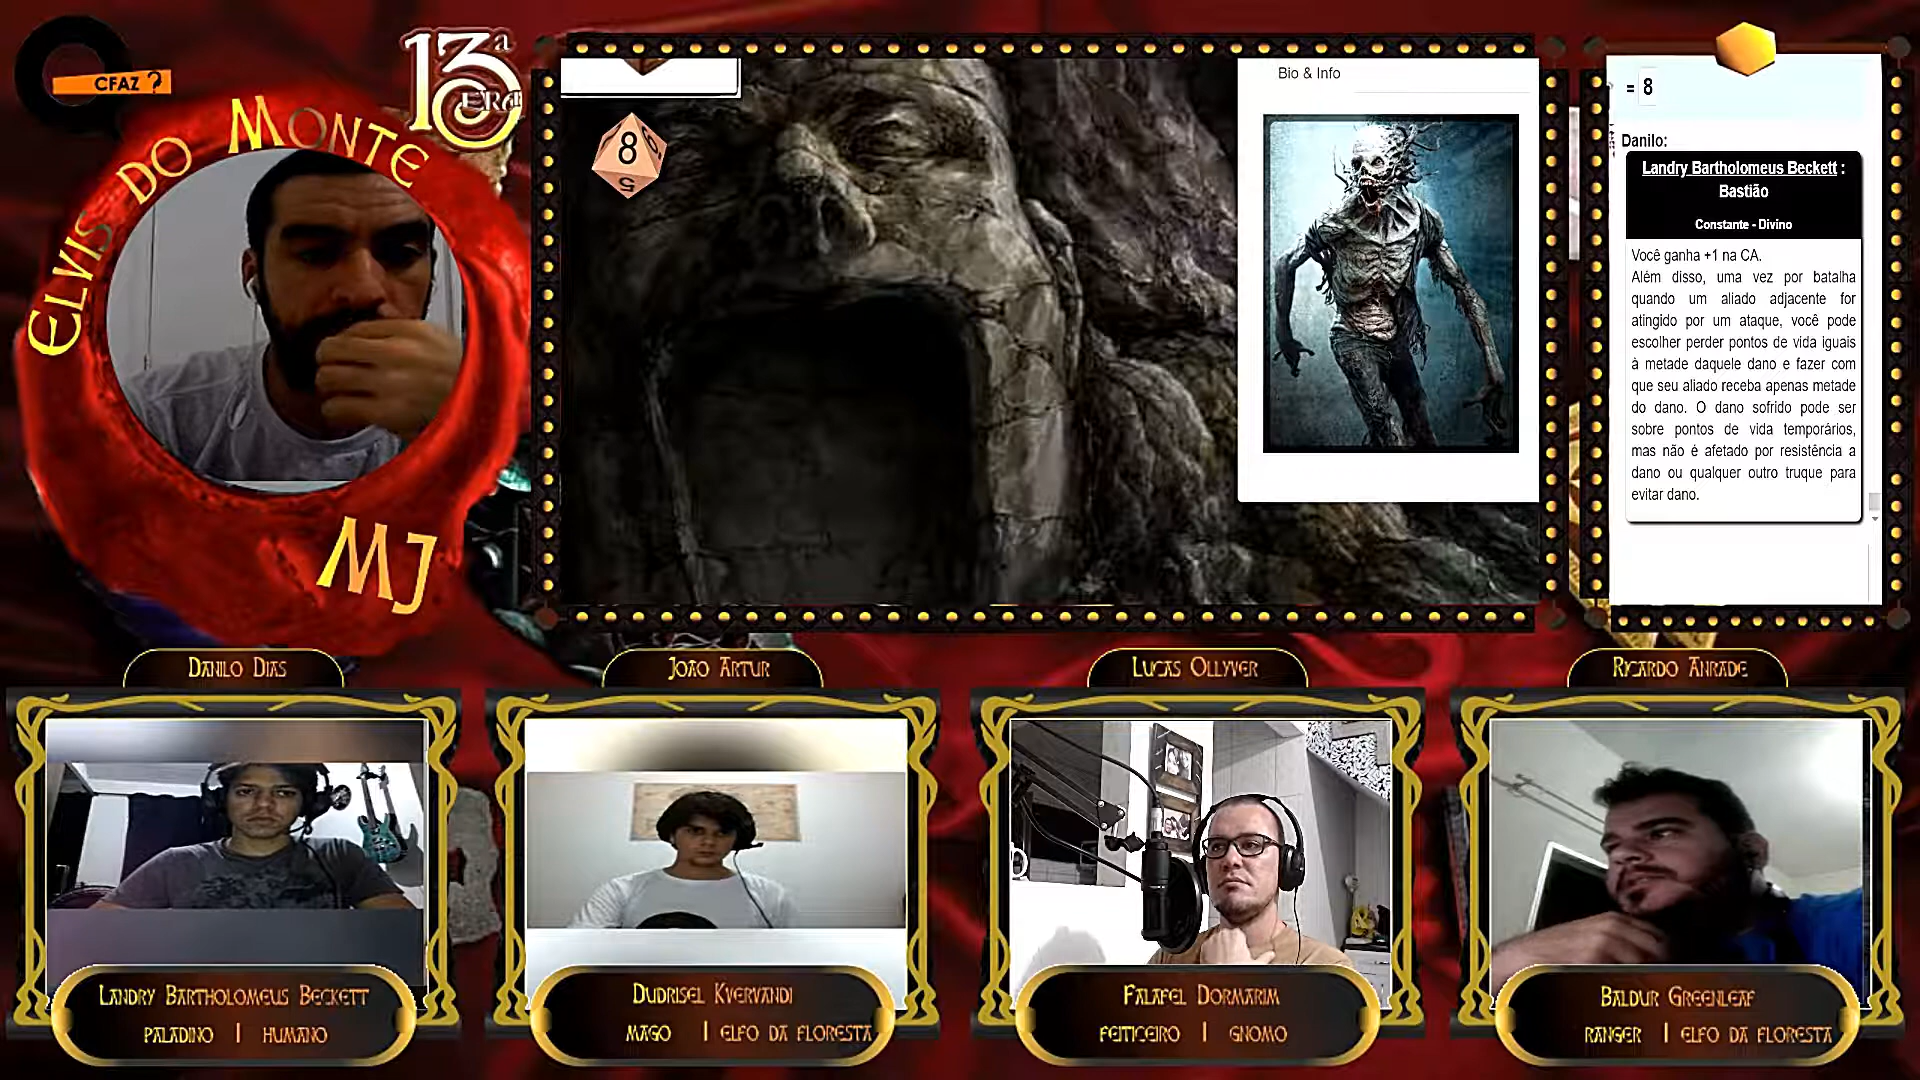 CFAZ ?
13ª
ERA
ELVIS DO MONTE
MJ
8
6
5
Bio & Info
= 8
Danilo:
Landry Bartholomeus Beckett :
Bastião
Constante - Divino
Você ganha +1 na CA.
Além disso, uma vez por batalha
quando um aliado adjacente for
atingido por um ataque, você pode
escolher perder pontos de vida iguais
à metade daquele dano e fazer com
que seu aliado receba apenas metade
do dano. O dano sofrido pode ser
sobre pontos de vida temporários,
mas não é afetado por resistência a
dano ou qualquer outro truque para
evitar dano.
DANILO DIAS
JOÃO ARTUR
LUCAS OLLYVER
RICARDO ANRADE
LANDRY BARTHOLOMEUS BECKETT
PALADINO | HUMANO
DUDRISEL KVERVANDI
MAGO | ELFO DA FLORESTA
FALAFEL DORMARIM
FEITICEIRO | GNOMO
BALDUR GREENLEAF
RANGER | ELFO DA FLORESTA